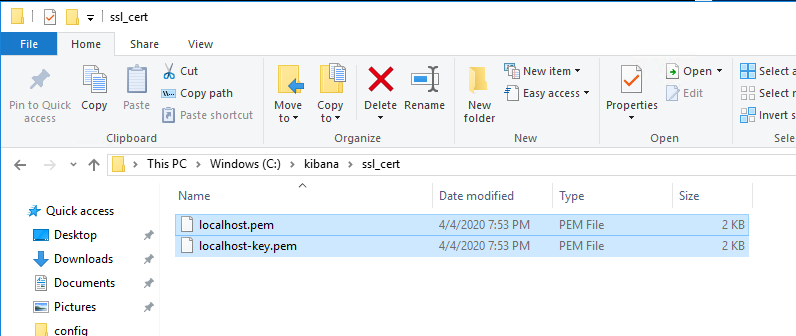 ssl_cert
File Home Share View
Pin to Quick access
Copy
Paste
Cut
Copy path
Paste shortcut
Clipboard
Move to
Copy to
Delete
Rename
Organize
New folder
New item
Easy access
New
Properties
Open
Edit
Open
Select a
Select n
Invert s
Selec
This PC > Windows (C:) > kibana > ssl_cert
Name Date modified Type Size
Quick access
Desktop
Downloads
Documents
Pictures
config
localhost.pem 4/4/2020 7:53 PM PEM File 2 KB
localhost-key.pem 4/4/2020 7:53 PM PEM File 2 KB